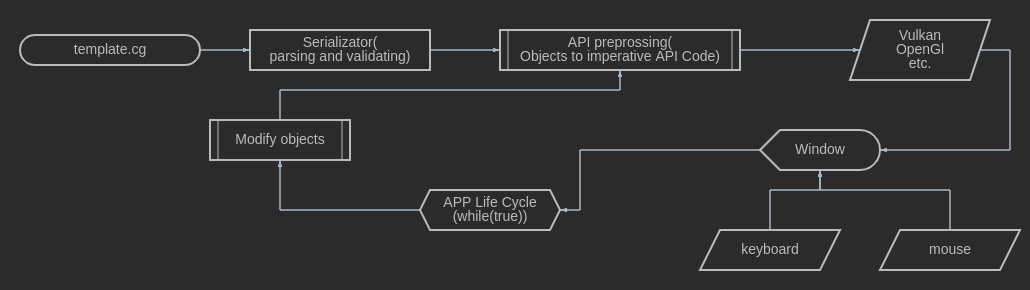 template.cg
Serializator(
parsing and validating)
API preprossing(
Objects to imperative API Code)
Vulkan
OpenGl
etc.
Modify objects
Window
APP Life Cycle
(while(true))
keyboard
mouse